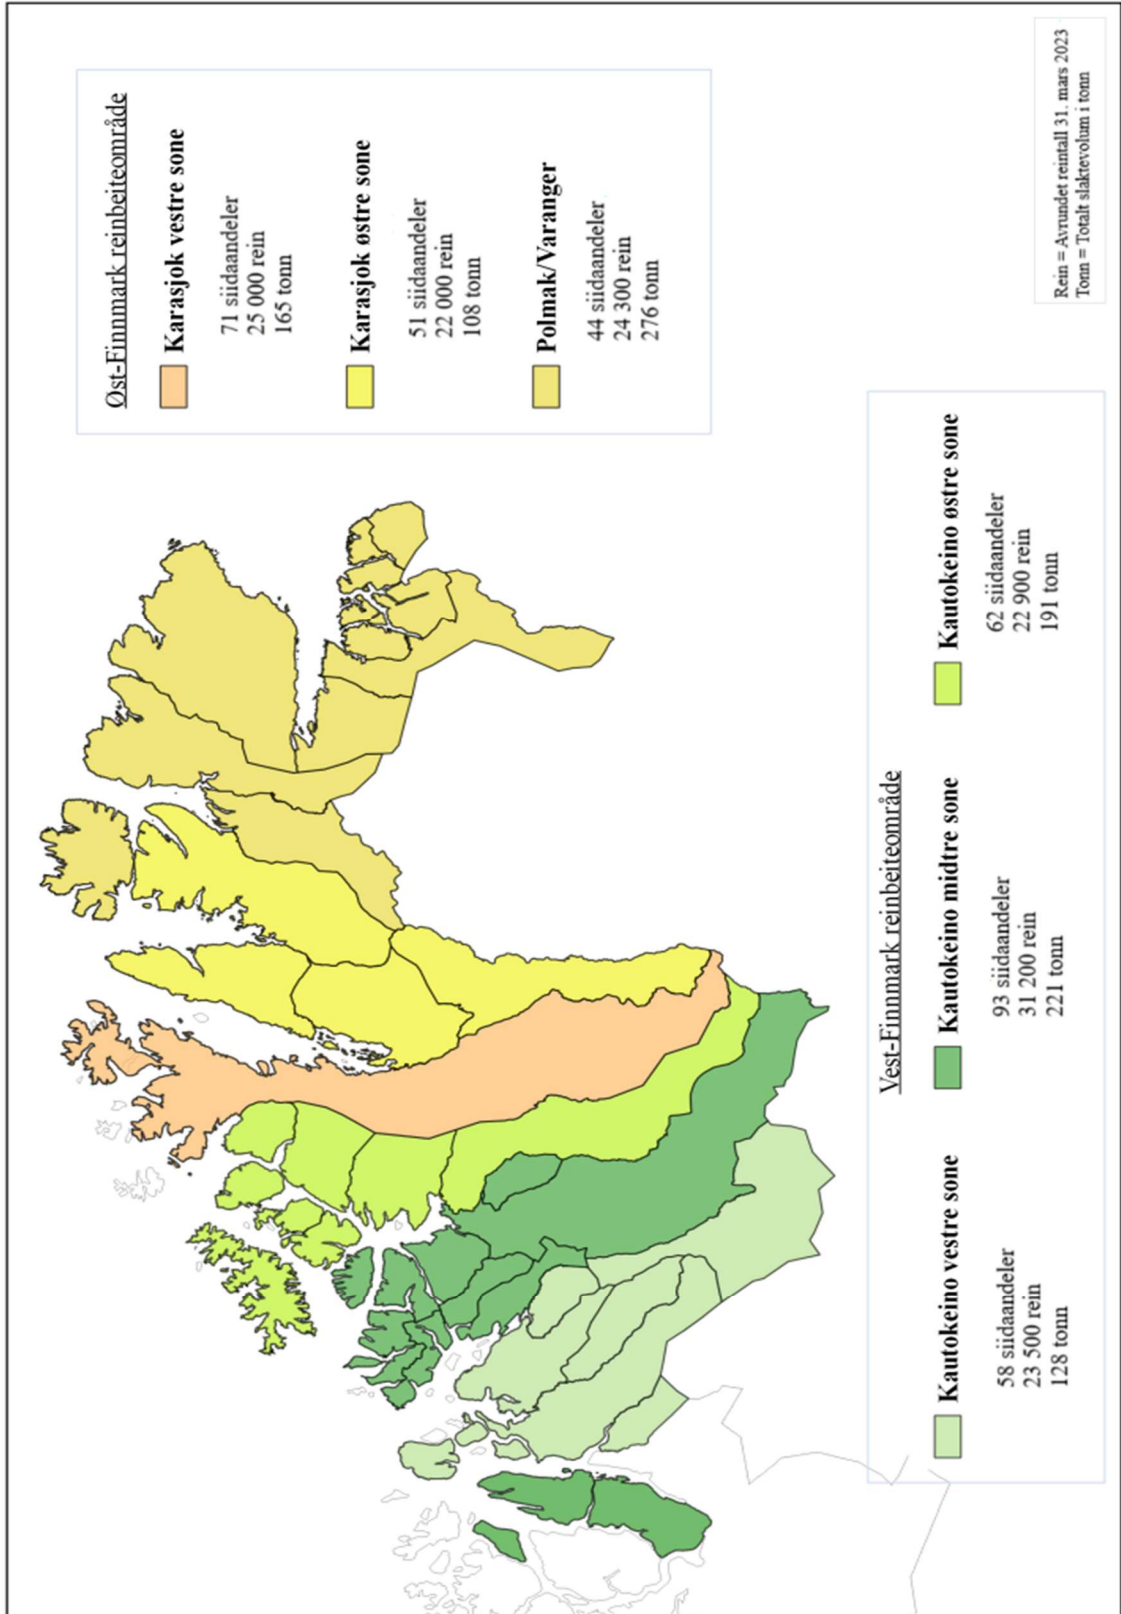 Øst-Finnmark reinbeiteområde
Karasjok vestre sone
71 siidaandeler
25 000 rein
165 tonn
Karasjok østre sone
51 siidaandeler
22 000 rein
108 tonn
Polmak/Varanger
44 siidaandeler
24 300 rein
276 tonn
Vest-Finnmark reinbeiteområde
Kautokeino vestre sone
58 siidaandeler
23 500 rein
128 tonn
Kautokeino midtre sone
93 siidaandeler
31 200 rein
221 tonn
Kautokeino østre sone
62 siidaandeler
22 900 rein
191 tonn
Rein = Avrundet reintall 31. mars 2023
Tonn = Totalt slaktevolum i tonn